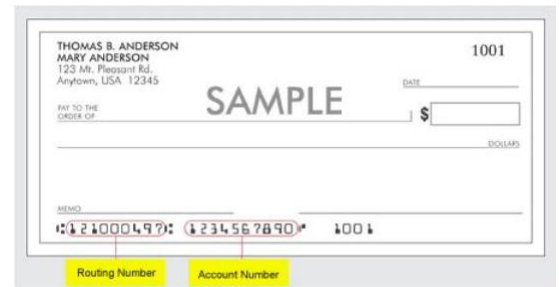 THOMAS B. ANDERSON
MARY ANDERSON
123 Mt. Pleasant Rd.
Anytown, USA 12345
1001
DATE
PAY TO THE
ORDER OF
SAMPLE
$
DOLLARS
MEMO
⑆121000497⑆ 1234567890⑈ 1001
Routing Number
Account Number